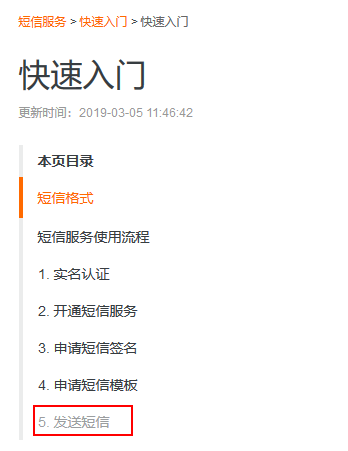 短信服务 > 快速入门 > 快速入门
快速入门
更新时间：2019-03-05 11:46:42
本页目录
短信格式
短信服务使用流程
1. 实名认证
2. 开通短信服务
3. 申请短信签名
4. 申请短信模板
5. 发送短信